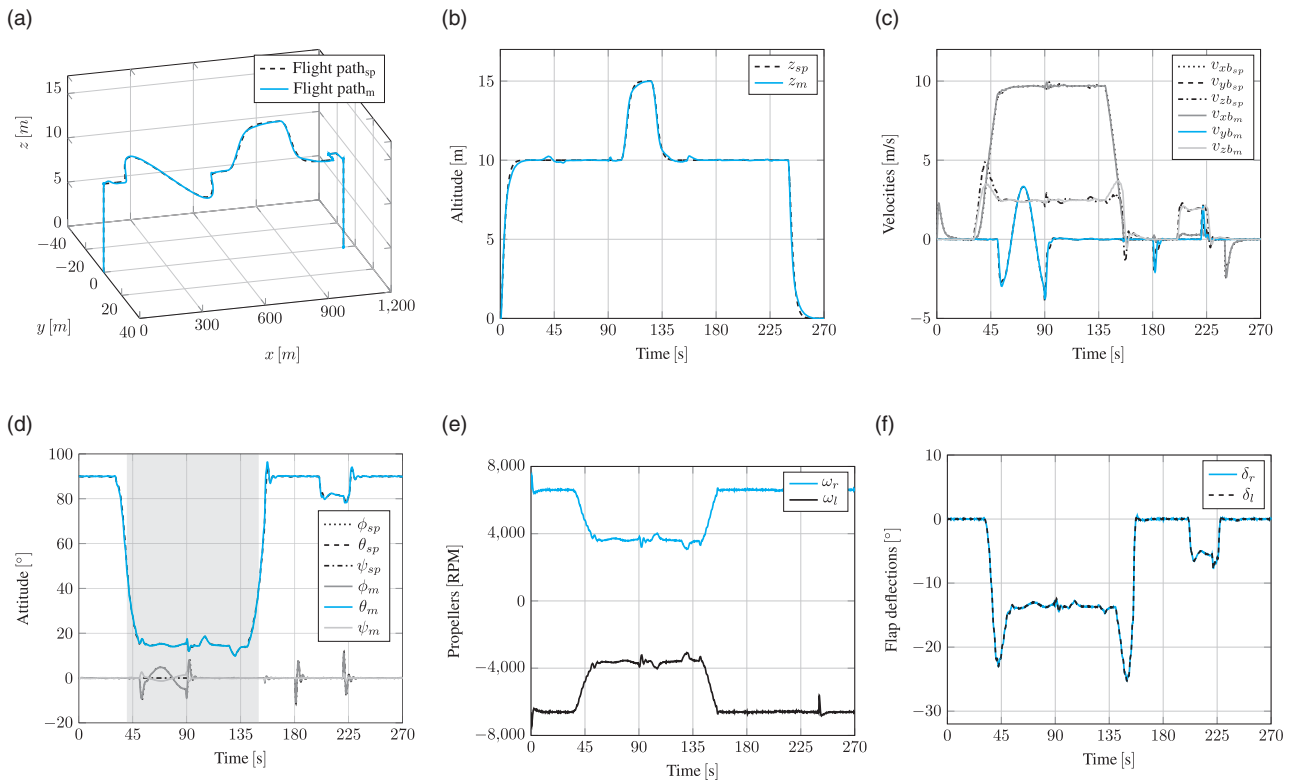 (a)
Flight path_sp
Flight path_m
15
10
5
0
z [m]
−40
−20
0
20
40
y [m]
0
300
600
900
1,200
x [m]
(b)
z_sp
z_m
15
10
5
0
Altitude [m]
0 45 90 135 180 225 270
Time [s]
(c)
v_xb_sp
v_yb_sp
v_zb_sp
v_xb_m
v_yb_m
v_zb_m
10
5
0
−5
Velocities [m/s]
0 45 90 135 180 225 270
Time [s]
(d)
100
80
60
40
20
0
−20
Attitude [°]
ϕ_sp
θ_sp
ψ_sp
ϕ_m
θ_m
ψ_m
0 45 90 135 180 225 270
Time [s]
(e)
8,000
4,000
0
−4,000
−8,000
Propellers [RPM]
ω_r
ω_l
0 45 90 135 180 225 270
Time [s]
(f)
10
0
−10
−20
−30
Flap deflections [°]
δ_r
δ_l
0 45 90 135 180 225 270
Time [s]